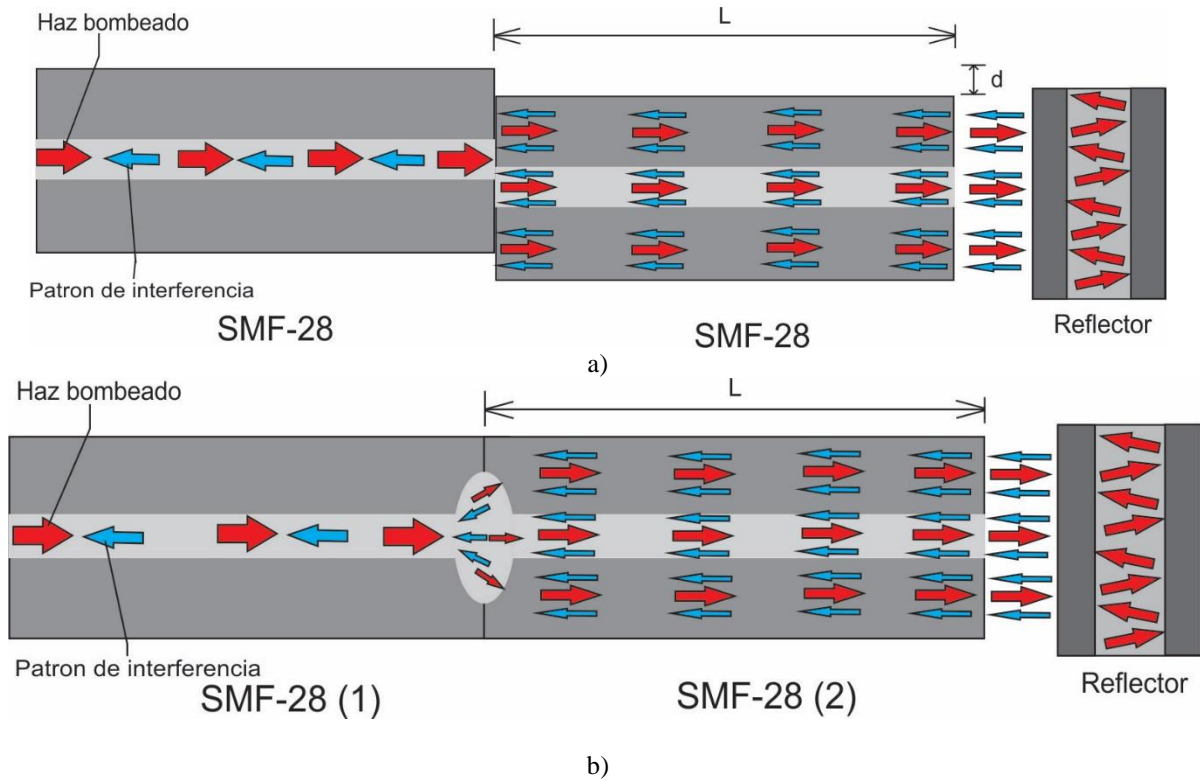 Haz bombeado
L
d
Patron de interferencia
SMF-28
SMF-28
Reflector
a)
Haz bombeado
L
Patron de interferencia
SMF-28 (1)
SMF-28 (2)
Reflector
b)